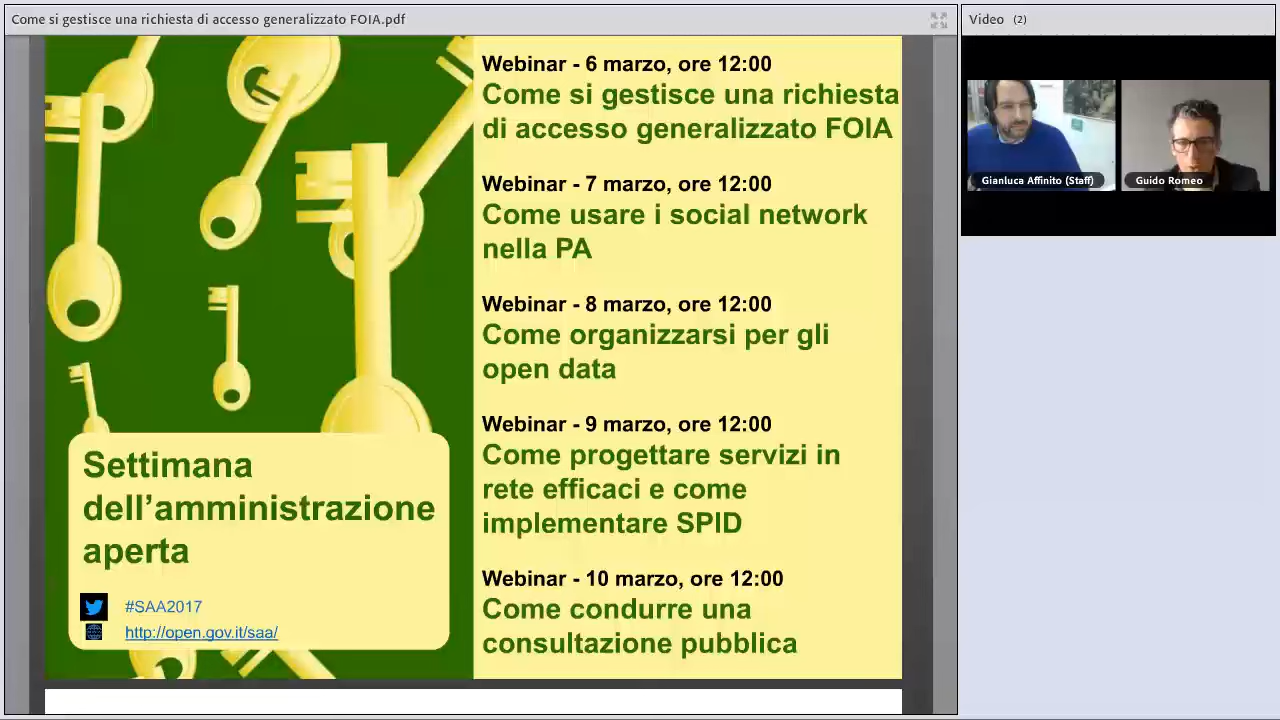 Come si gestisce una richiesta di accesso generalizzato FOIA.pdf
Video (2)
Gianluca Affinito (Staff)
Guido Romeo
Webinar - 6 marzo, ore 12:00
Come si gestisce una richiesta
di accesso generalizzato FOIA
Webinar - 7 marzo, ore 12:00
Come usare i social network
nella PA
Webinar - 8 marzo, ore 12:00
Come organizzarsi per gli
open data
Webinar - 9 marzo, ore 12:00
Come progettare servizi in
rete efficaci e come
implementare SPID
Webinar - 10 marzo, ore 12:00
Come condurre una
consultazione pubblica
Settimana
dell’amministrazione
aperta
#SAA2017
http://open.gov.it/saa/